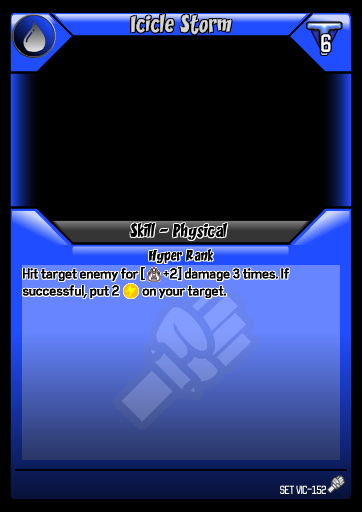 Icicle Storm
6
Skill - Physical
Hyper Rank
Hit target enemy for [ +2] damage 3 times. If
successful, put 2 on your target.
SET VIC-152